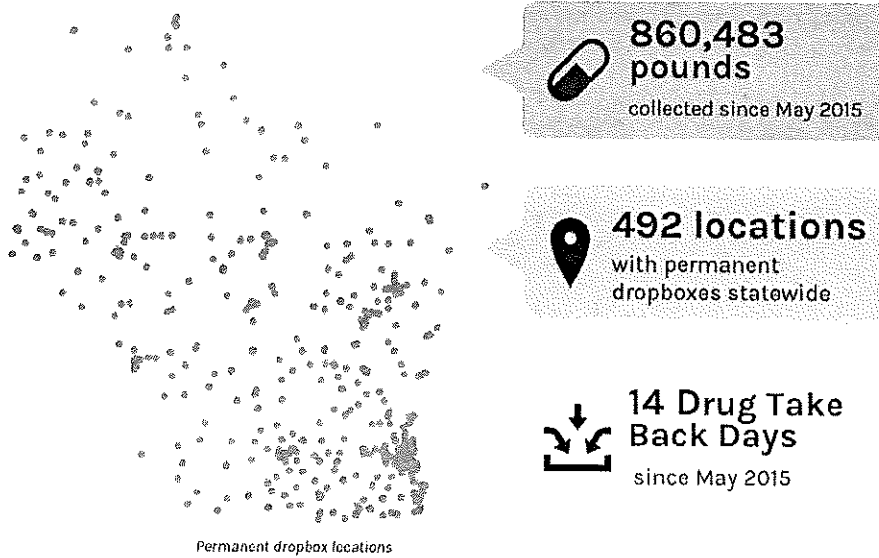 860,483
pounds
collected since May 2015
492 locations
with permanent
dropboxes statewide
14 Drug Take
Back Days
since May 2015
Permanent dropbox locations